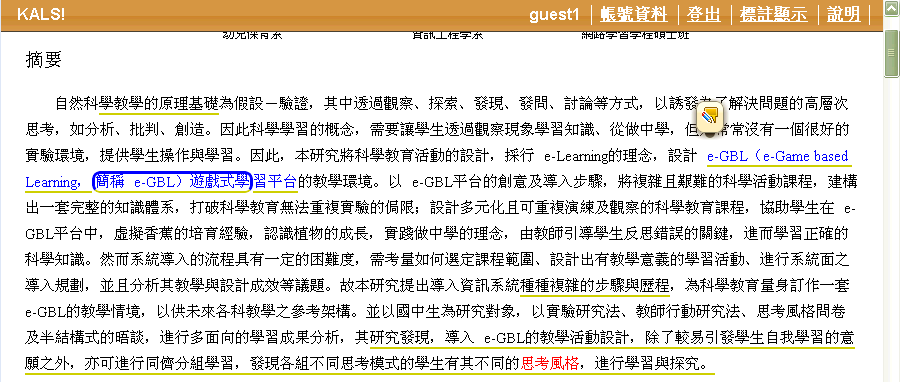 KALS! guest1 | 帳號資料 | 登出 | 標註顯示 | 說明 |
幼兒保育系 資訊工程學系 網路學習學程碩士班
摘要
自然科學教學的原理基礎為假設－驗證，其中透過觀察、探索、發現、發問、討論等方式，以誘發為了解決問題的高層次
思考，如分析、批判、創造。因此科學學習的概念，需要讓學生透過觀察現象學習知識、從做中學，但 常常沒有一個很好的
實驗環境，提供學生操作與學習。因此，本研究將科學教育活動的設計，採行 e-Learning的理念，設計 e-GBL（e-Game based
Learning，簡稱 e-GBL）遊戲式學習平台的教學環境。以 e-GBL平台的創意及導入步驟，將複雜且艱難的科學活動課程，建構
出一套完整的知識體系，打破科學教育無法重複實驗的侷限；設計多元化且可重複演練及觀察的科學教育課程，協助學生在 e-
GBL平台中，虛擬香蕉的培育經驗，認識植物的成長，實踐做中學的理念，由教師引導學生反思錯誤的關鍵，進而學習正確的
科學知識。然而系統導入的流程具有一定的困難度，需考量如何選定課程範圍、設計出有教學意義的學習活動、進行系統面之
導入規劃，並且分析其教學與設計成效等議題。故本研究提出導入資訊系統種種複雜的步驟與歷程，為科學教育量身訂作一套
e-GBL的教學情境，以供未來各科教學之參考架構。並以國中生為研究對象，以實驗研究法、教師行動研究法、思考風格問卷
及半結構式的晤談，進行多面向的學習成果分析，其研究發現，導入 e-GBL的教學活動設計，除了較易引發學生自我學習的意
願之外，亦可進行同儕分組學習，發現各組不同思考模式的學生有其不同的思考風格，進行學習與探究。